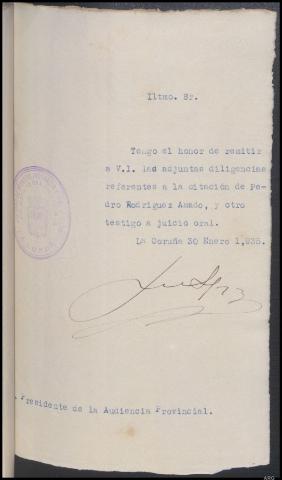 Iltmo. Sr.
Tengo el honor de remitir
a V.I. las adjuntas diligencias
referentes a la citación de Pe-
dro Rodriguez Amado, y otro
testigo a juicio oral.
La Coruña 30 Enero 1,935.
Presidente de la Audiencia Provincial.